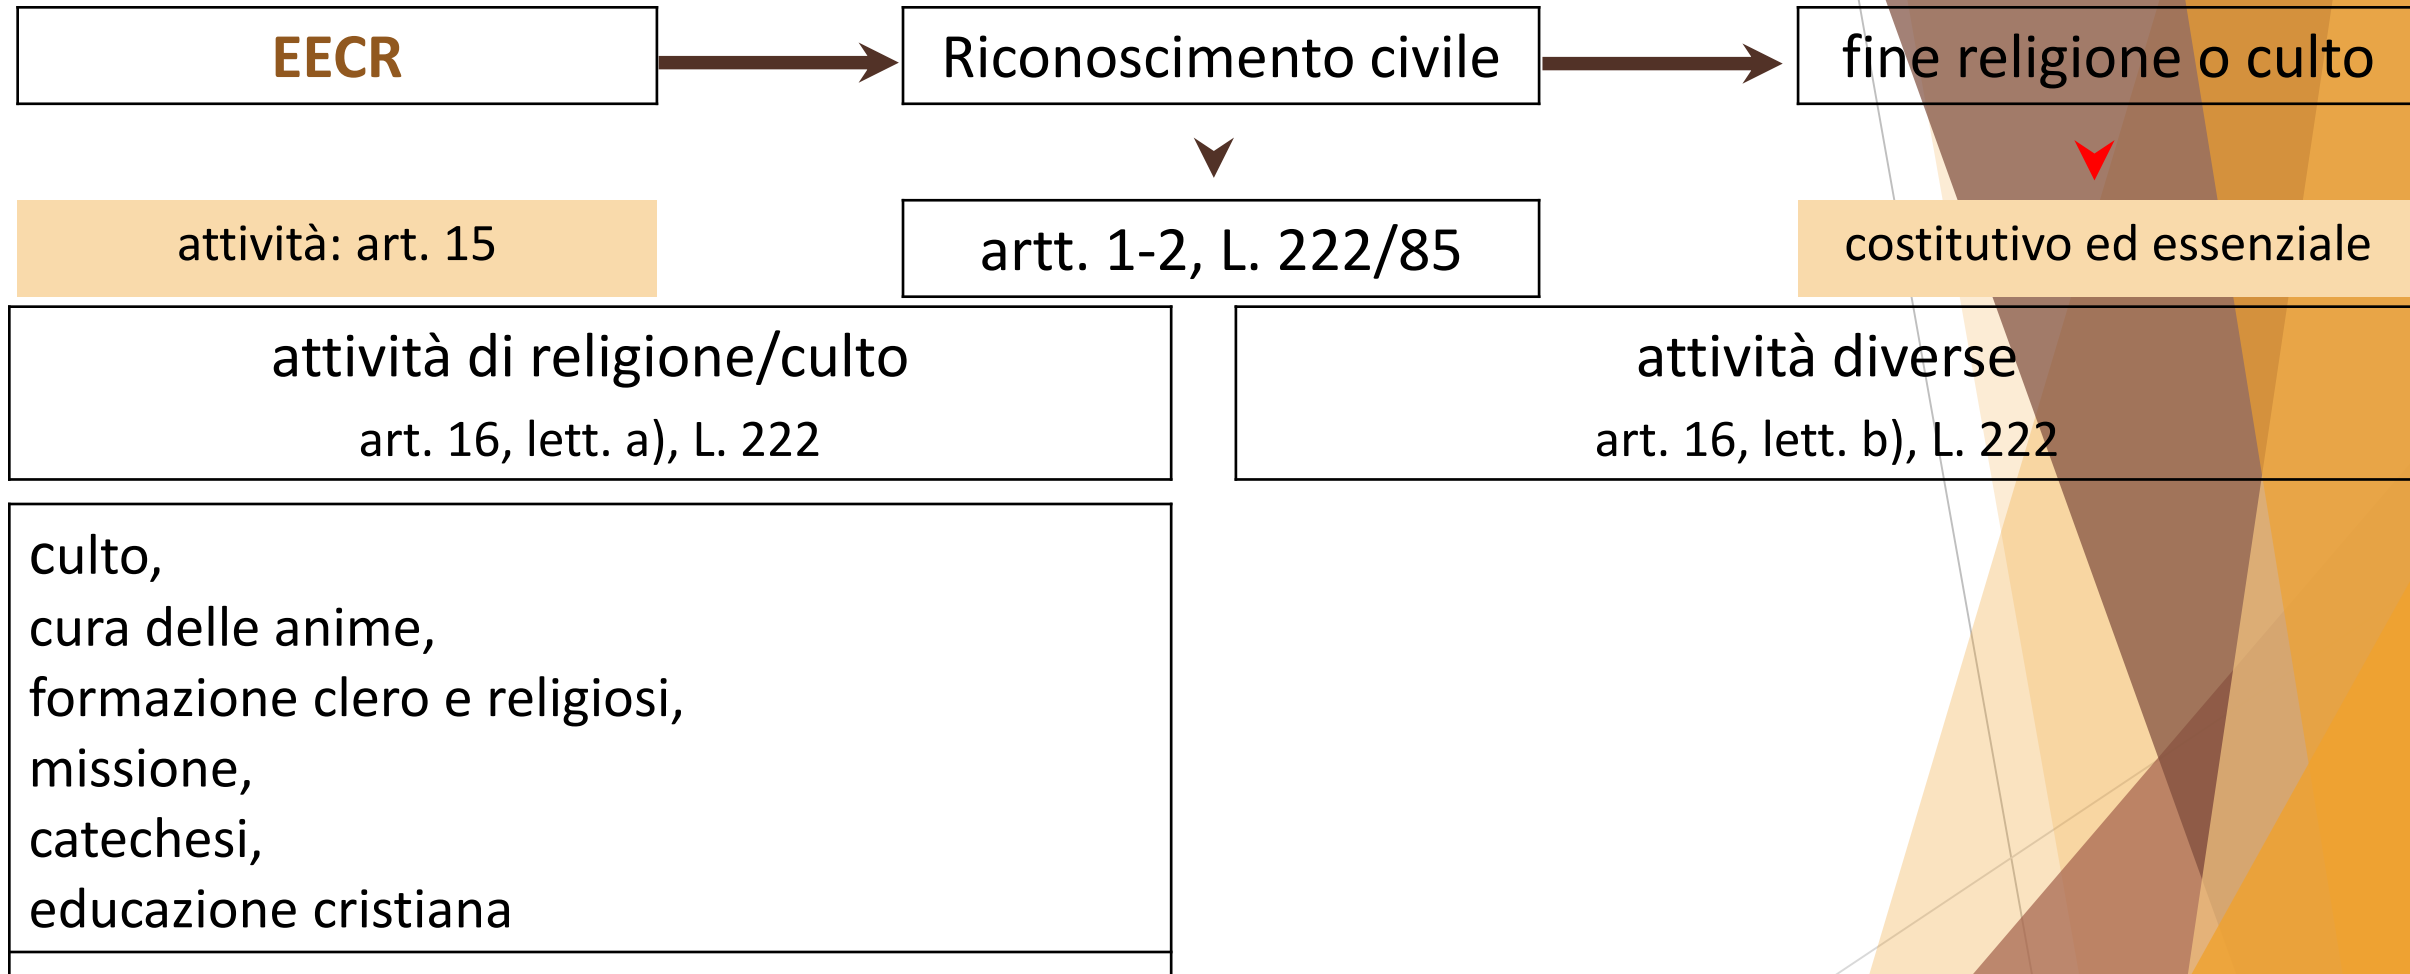 EECR
Riconoscimento civile
fine religione o culto
attività: art. 15
artt. 1-2, L. 222/85
costitutivo ed essenziale
attività di religione/culto
art. 16, lett. a), L. 222
attività diverse
art. 16, lett. b), L. 222
culto,
cura delle anime,
formazione clero e religiosi,
missione,
catechesi,
educazione cristiana